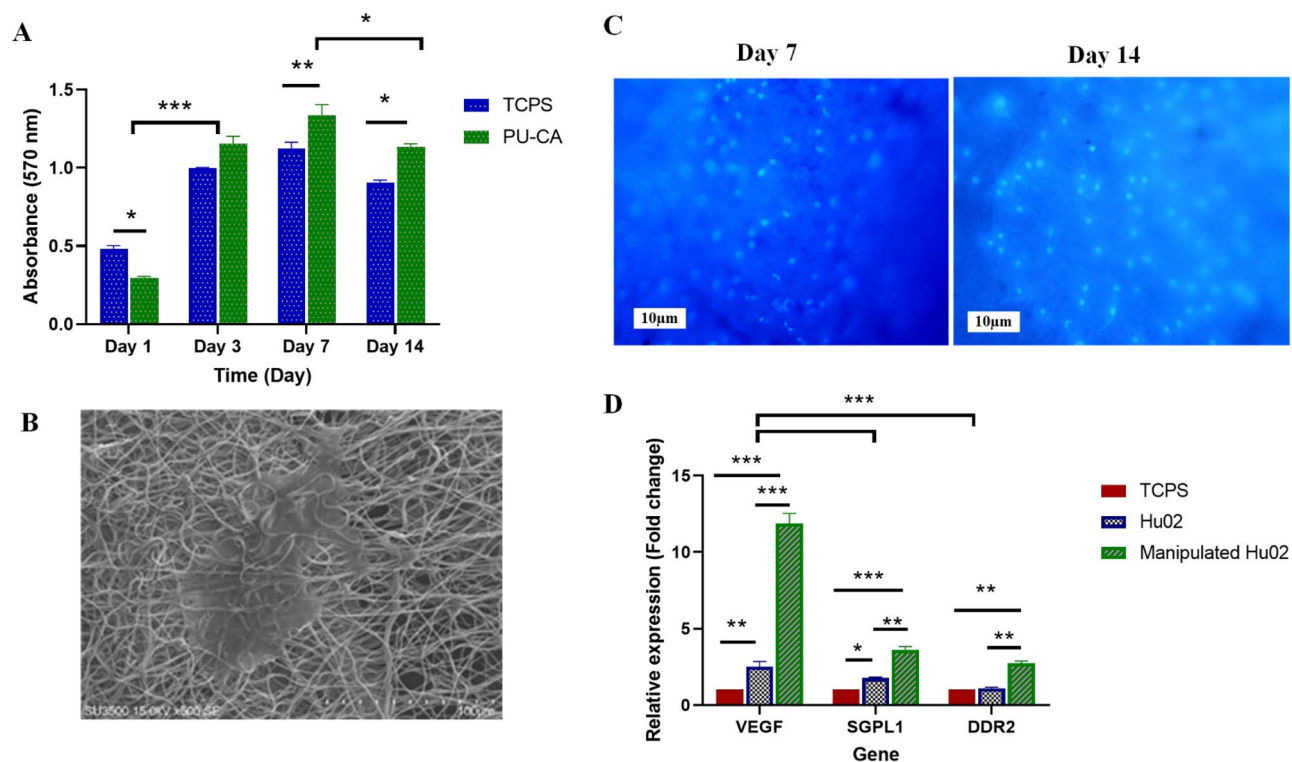 A
*
***
**
*
*
1.5
1.0
0.5
0.0
Absorbance (570 nm)
Day 1
Day 3
Day 7
Day 14
Time (Day)
TCPS
PU-CA
B
SU3500 15.0kV ×500 SE
100µm
C
Day 7
Day 14
10µm
10µm
D
***
***
***
**
***
**
*
**
**
15
10
5
0
Relative expression (Fold change)
VEGF
SGPL1
DDR2
Gene
TCPS
Hu02
Manipulated Hu02